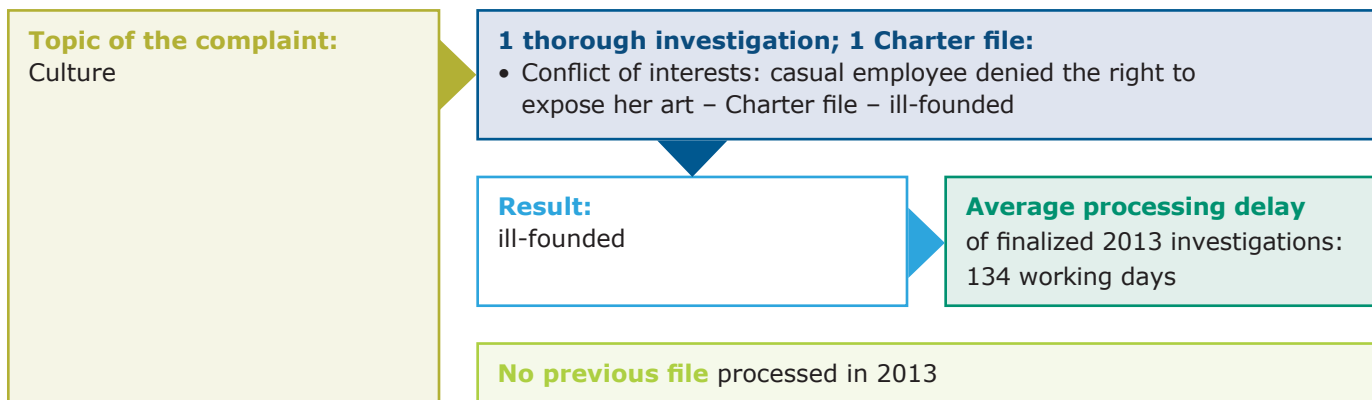 Topic of the complaint:
Culture
1 thorough investigation; 1 Charter file:
• Conflict of interests: casual employee denied the right to
expose her art – Charter file – ill-founded
Result:
ill-founded
Average processing delay
of finalized 2013 investigations:
134 working days
No previous file processed in 2013